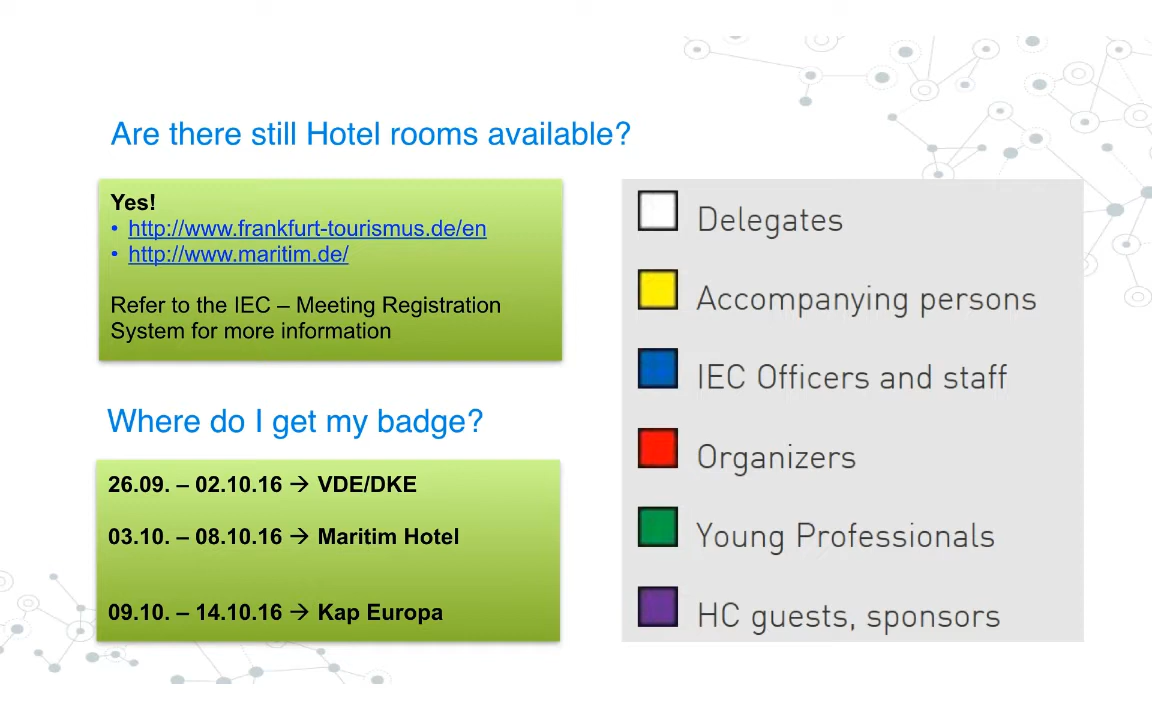 Are there still Hotel rooms available?
Yes!
• http://www.frankfurt-tourismus.de/en
• http://www.maritim.de/
Refer to the IEC – Meeting Registration
System for more information
Where do I get my badge?
26.09. – 02.10.16 → VDE/DKE
03.10. – 08.10.16 → Maritim Hotel
09.10. – 14.10.16 → Kap Europa
Delegates
Accompanying persons
IEC Officers and staff
Organizers
Young Professionals
HC guests, sponsors